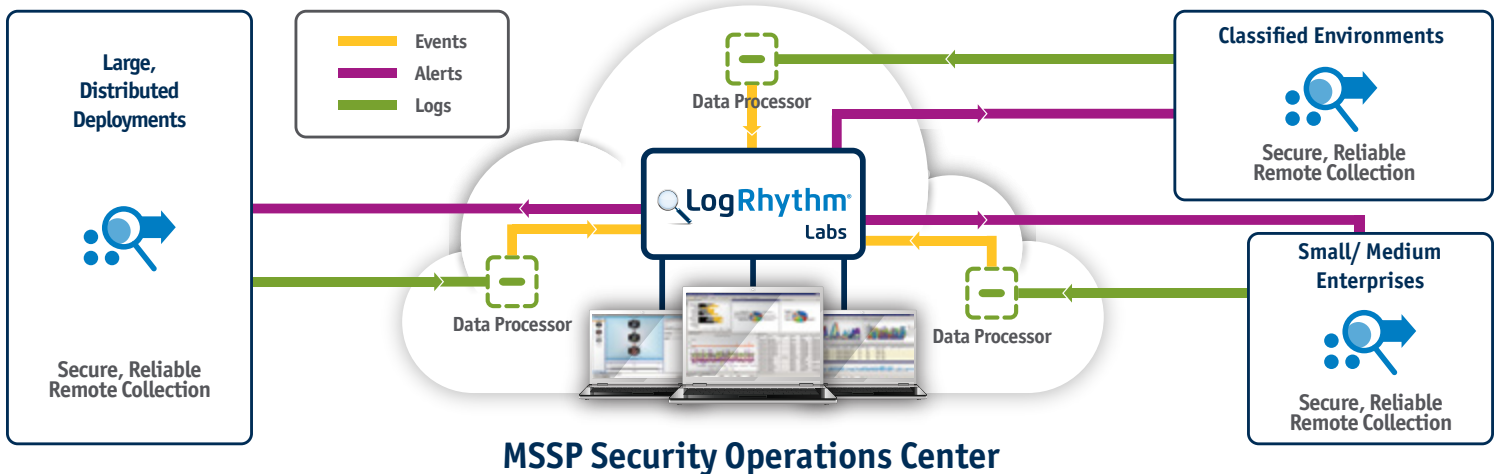 Large,
Distributed
Deployments
Secure, Reliable
Remote Collection
Events
Alerts
Logs
Data Processor
LogRhythm®
Labs
Data Processor
Data Processor
Classified Environments
Secure, Reliable
Remote Collection
Small/ Medium
Enterprises
Secure, Reliable
Remote Collection
MSSP Security Operations Center